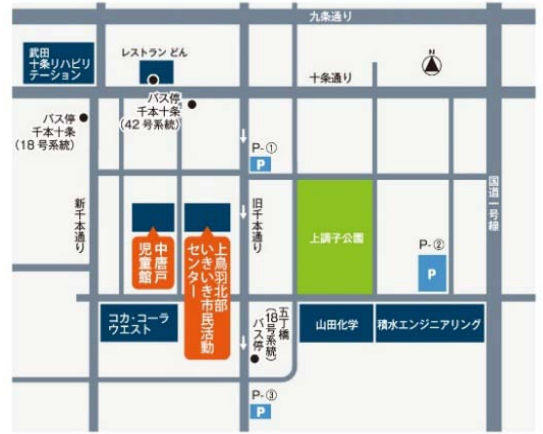 九条通り
武田
十条リハビリ
テーション
レストラン どん
N
十条通り
バス停
千本十条
(42号系統)
バス停
千本十条
(18号系統)
P-①
P
国道一号線
新千本通り
旧千本通り
上調子公園
P-②
P
中唐戸
児童館
上鳥羽北部
いきいき市民活動
センター
コカ・コーラ
ウエスト
五丁橋
(18号系統)
バス停
山田化学
積水エンジニアリング
P-③
P